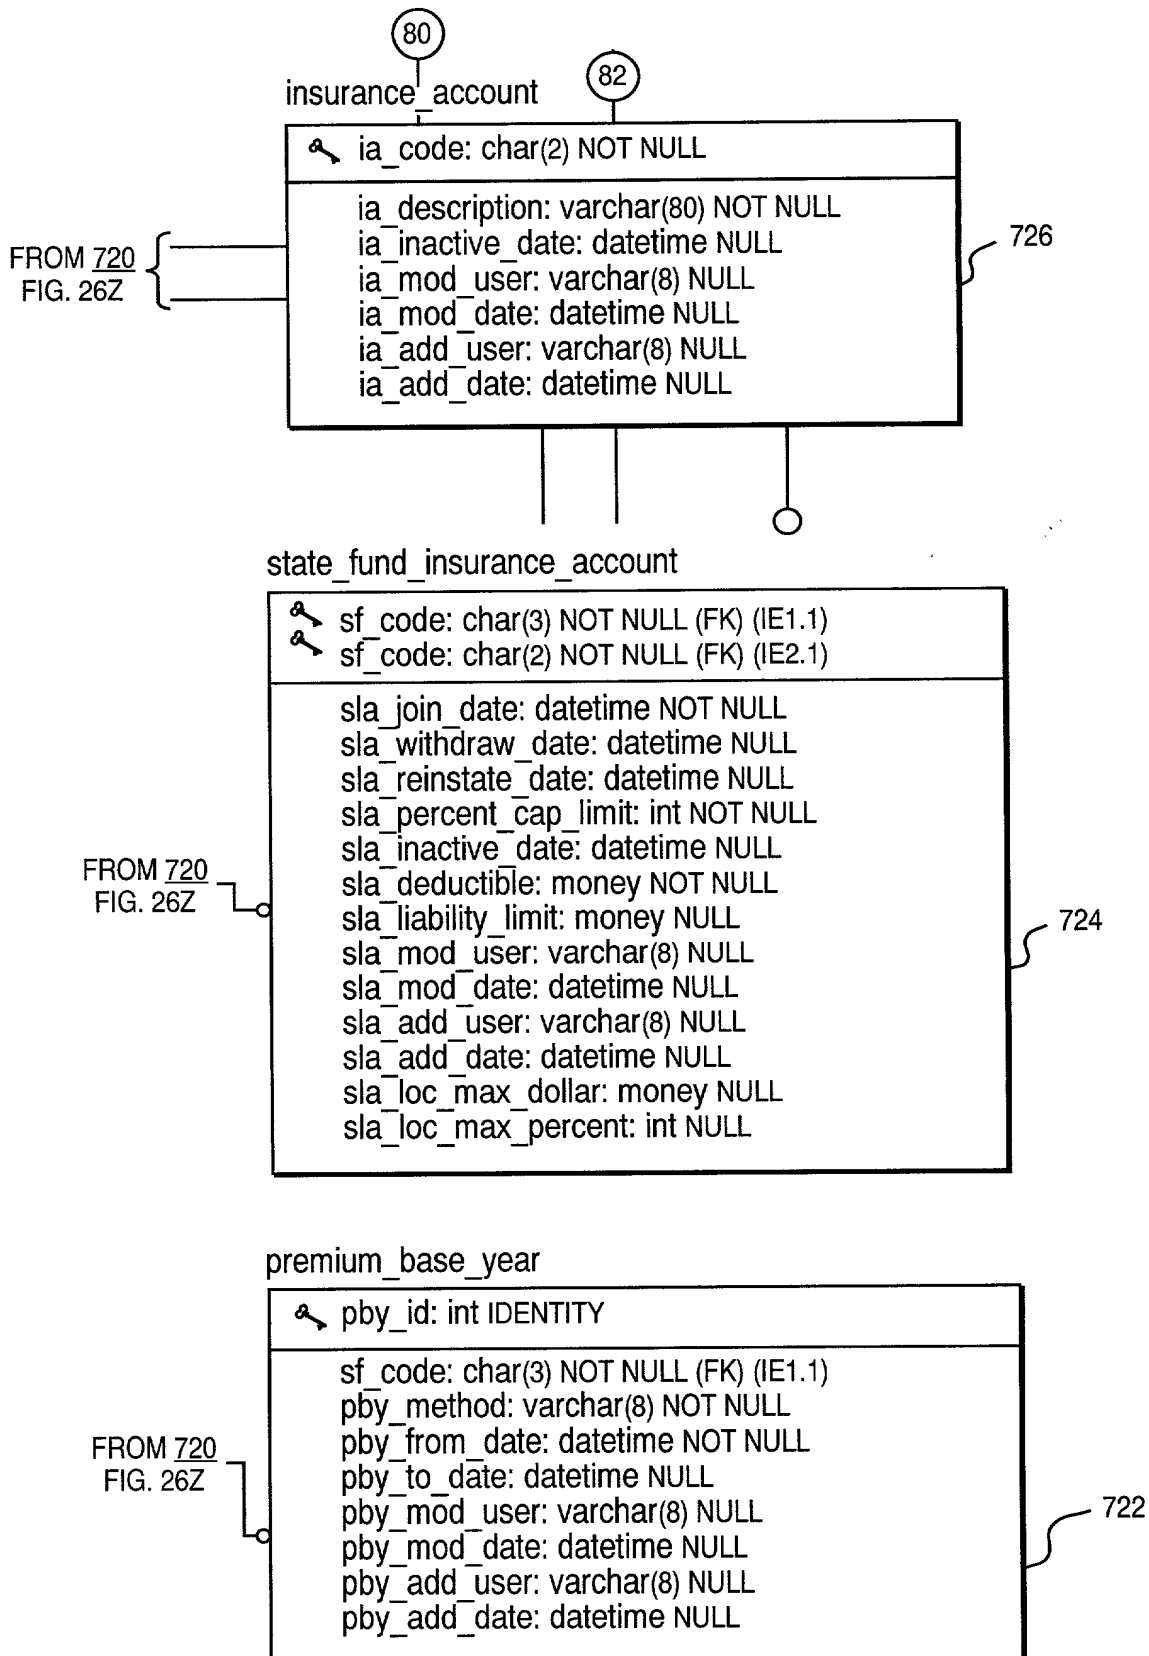 80
82
insurance_account
ia_code: char(2) NOT NULL
ia_description: varchar(80) NOT NULL
ia_inactive_date: datetime NULL
ia_mod_user: varchar(8) NULL
ia_mod_date: datetime NULL
ia_add_user: varchar(8) NULL
ia_add_date: datetime NULL
FROM 720
FIG. 26Z
726
state_fund_insurance_account
sf_code: char(3) NOT NULL (FK) (IE1.1)
sf_code: char(2) NOT NULL (FK) (IE2.1)
sla_join_date: datetime NOT NULL
sla_withdraw_date: datetime NULL
sla_reinstate_date: datetime NULL
sla_percent_cap_limit: int NOT NULL
sla_inactive_date: datetime NULL
sla_deductible: money NOT NULL
sla_liability_limit: money NULL
sla_mod_user: varchar(8) NULL
sla_mod_date: datetime NULL
sla_add_user: varchar(8) NULL
sla_add_date: datetime NULL
sla_loc_max_dollar: money NULL
sla_loc_max_percent: int NULL
FROM 720
FIG. 26Z
724
premium_base_year
pby_id: int IDENTITY
sf_code: char(3) NOT NULL (FK) (IE1.1)
pby_method: varchar(8) NOT NULL
pby_from_date: datetime NOT NULL
pby_to_date: datetime NULL
pby_mod_user: varchar(8) NULL
pby_mod_date: datetime NULL
pby_add_user: varchar(8) NULL
pby_add_date: datetime NULL
FROM 720
FIG. 26Z
722